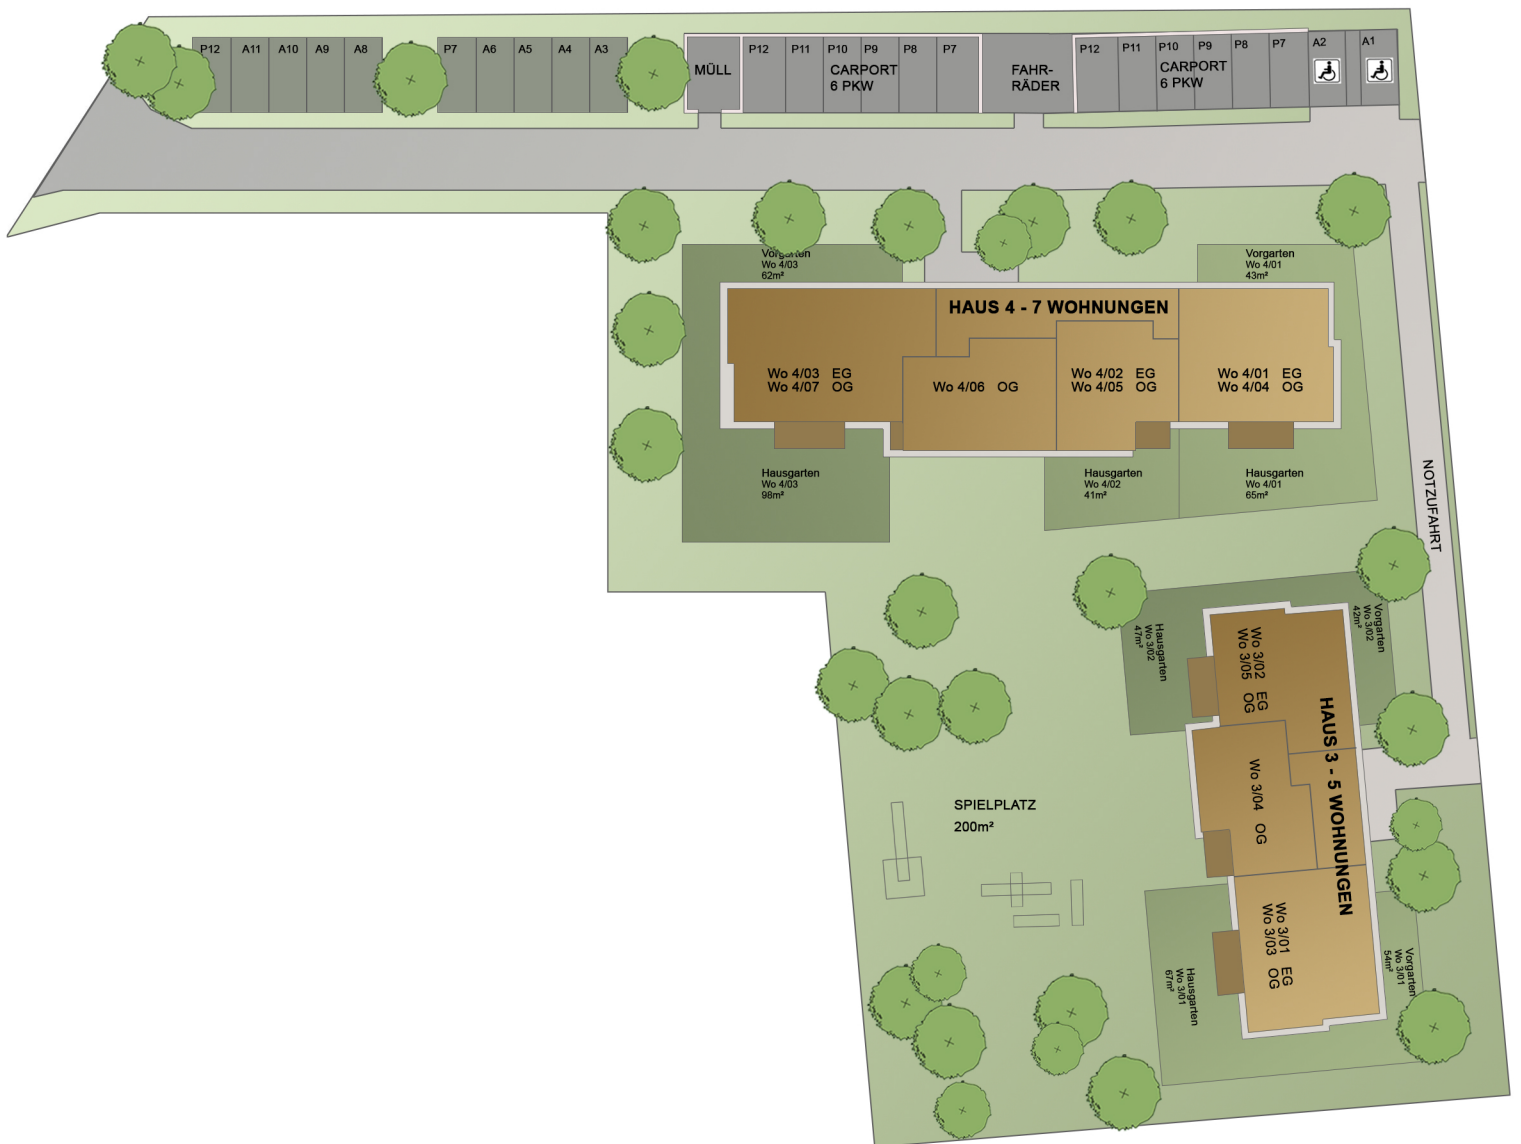 P12 A11 A10 A9 A8 P7 A6 A5 A4 A3
MÜLL
P12 P11 P10 P9 P8 P7
CARPORT
6 PKW
FAHR-
RÄDER
P12 P11 P10 P9 P8 P7 A2 A1
CARPORT
6 PKW
Vorgarten
Wo 4/03
62m²
Vorgarten
Wo 4/01
43m²
HAUS 4 - 7 WOHNUNGEN
Wo 4/03 EG
Wo 4/07 OG
Wo 4/06 OG
Wo 4/02 EG
Wo 4/05 OG
Wo 4/01 EG
Wo 4/04 OG
Hausgarten
Wo 4/03
98m²
Hausgarten
Wo 4/02
41m²
Hausgarten
Wo 4/01
65m²
NOTZUFAHRT
Hausgarten
Wo 3/02
47m²
Wo 3/02 EG
Wo 3/05 OG
Vorgarten
Wo 3/02
42m²
HAUS 3 - 5 WOHNUNGEN
Wo 3/04 OG
SPIELPLATZ
200m²
Wo 3/01 EG
Wo 3/03 OG
Hausgarten
Wo 3/01
67m²
Vorgarten
Wo 3/01
54m²